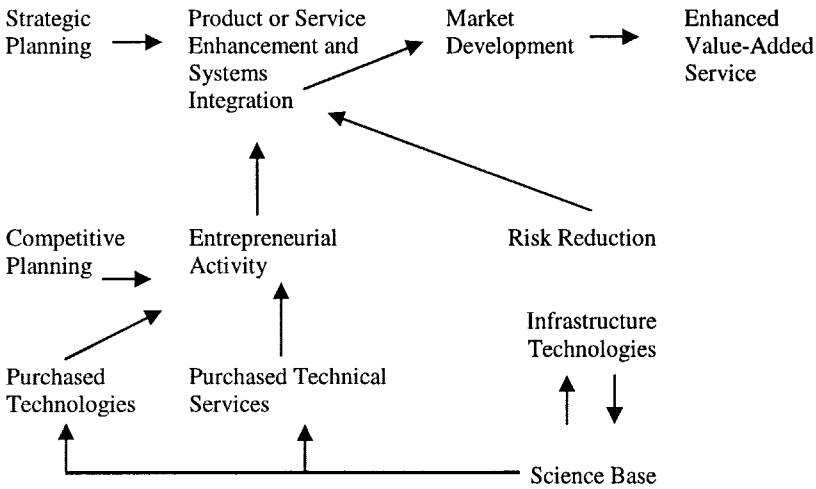 Strategic
Planning
Product or Service
Enhancement and
Systems
Integration
Market
Development
Enhanced
Value-Added
Service
Competitive
Planning
Entrepreneurial
Activity
Risk Reduction
Infrastructure
Technologies
Purchased
Technologies
Purchased Technical
Services
Science Base